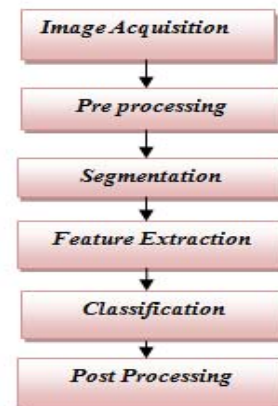 Image Acquisition
Pre processing
Segmentation
Feature Extraction
Classification
Post Processing